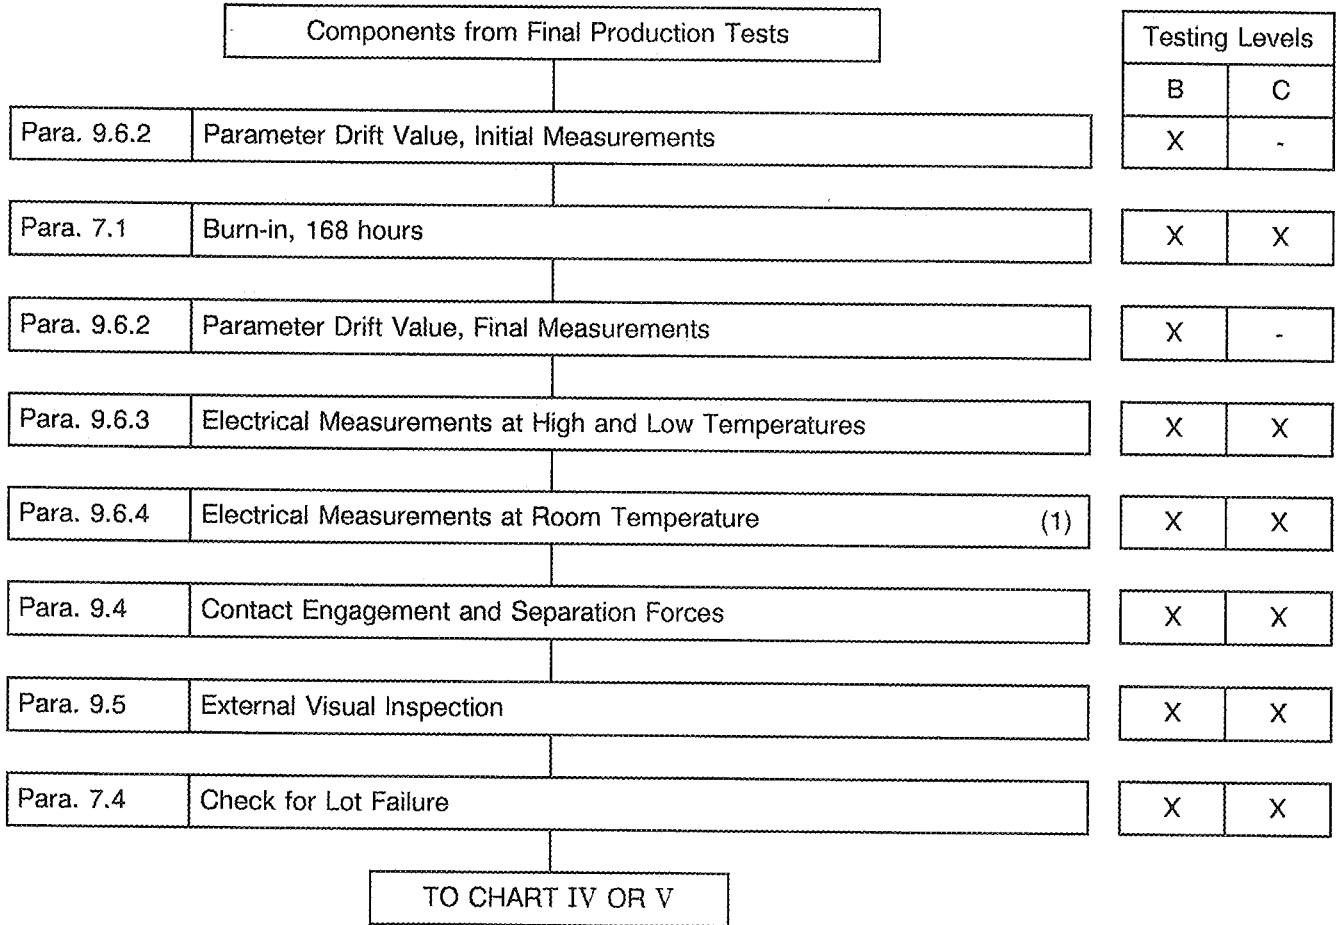 Components from Final Production Tests
Testing Levels
B C
Para. 9.6.2 Parameter Drift Value, Initial Measurements X -
Para. 7.1 Burn-in, 168 hours X X
Para. 9.6.2 Parameter Drift Value, Final Measurements X -
Para. 9.6.3 Electrical Measurements at High and Low Temperatures X X
Para. 9.6.4 Electrical Measurements at Room Temperature (1) X X
Para. 9.4 Contact Engagement and Separation Forces X X
Para. 9.5 External Visual Inspection X X
Para. 7.4 Check for Lot Failure X X
TO CHART IV OR V